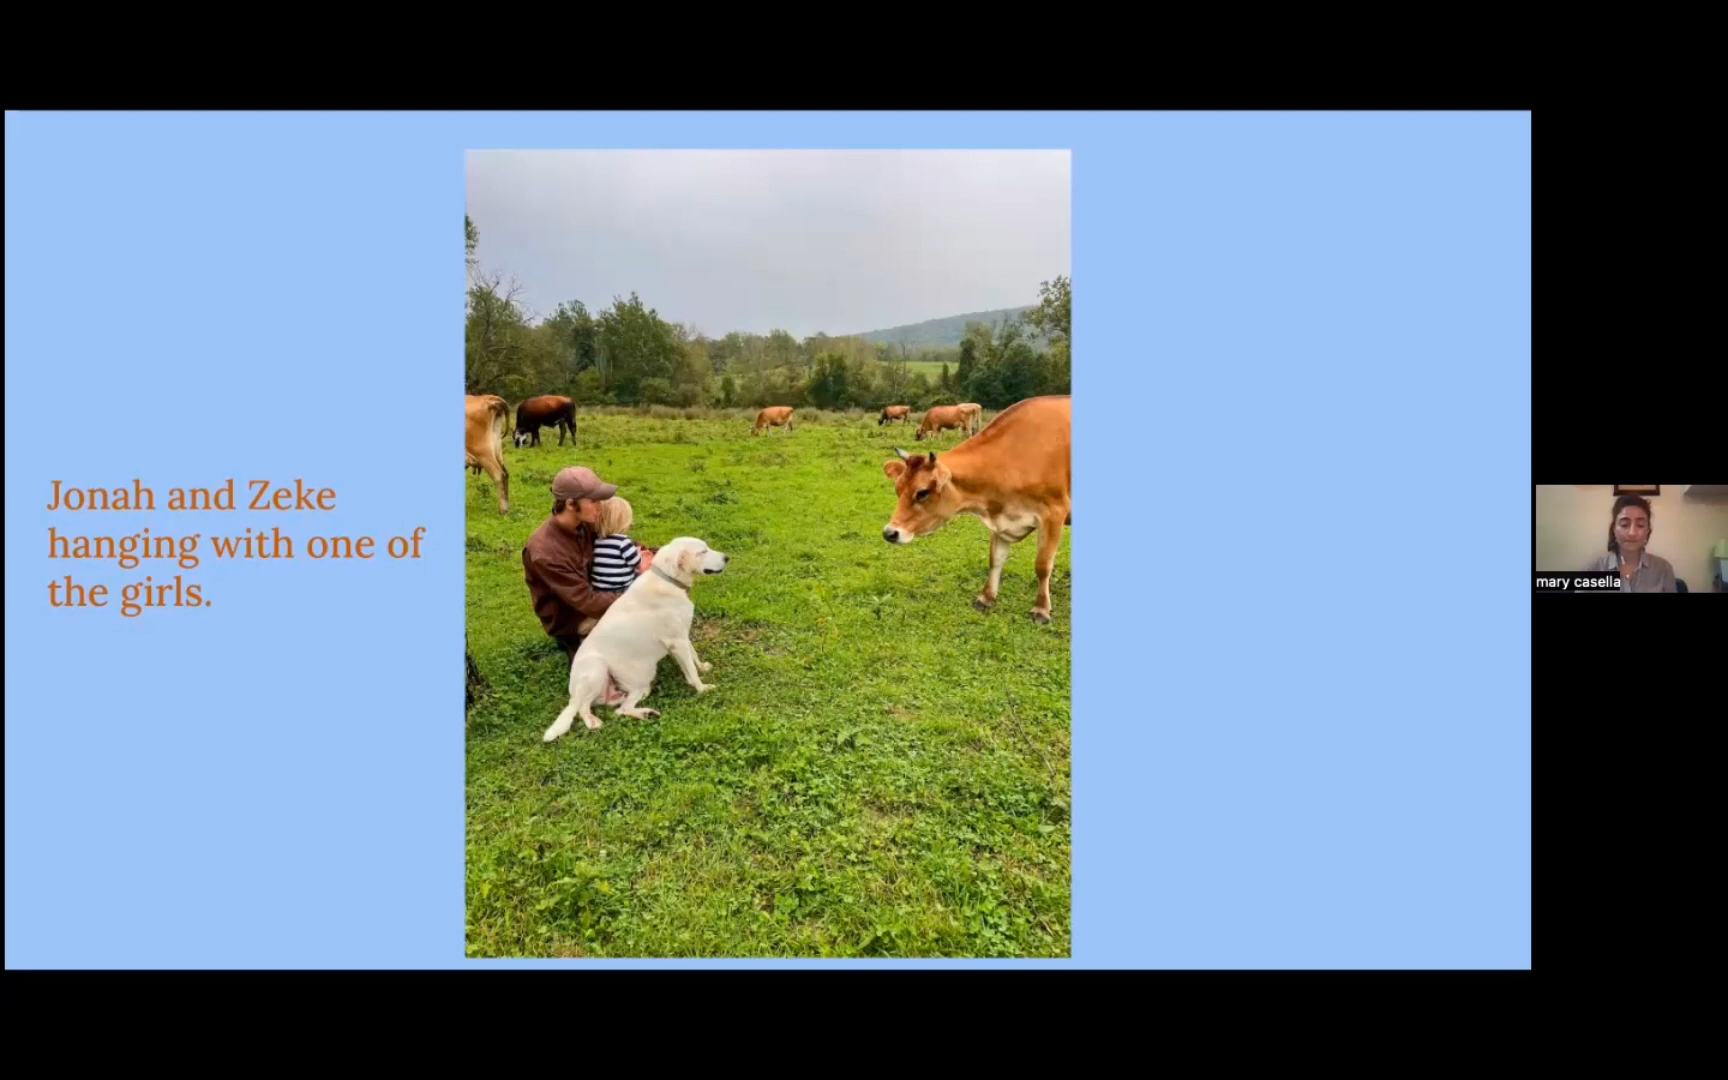 Jonah and Zeke
hanging with one of
the girls.
mary casella